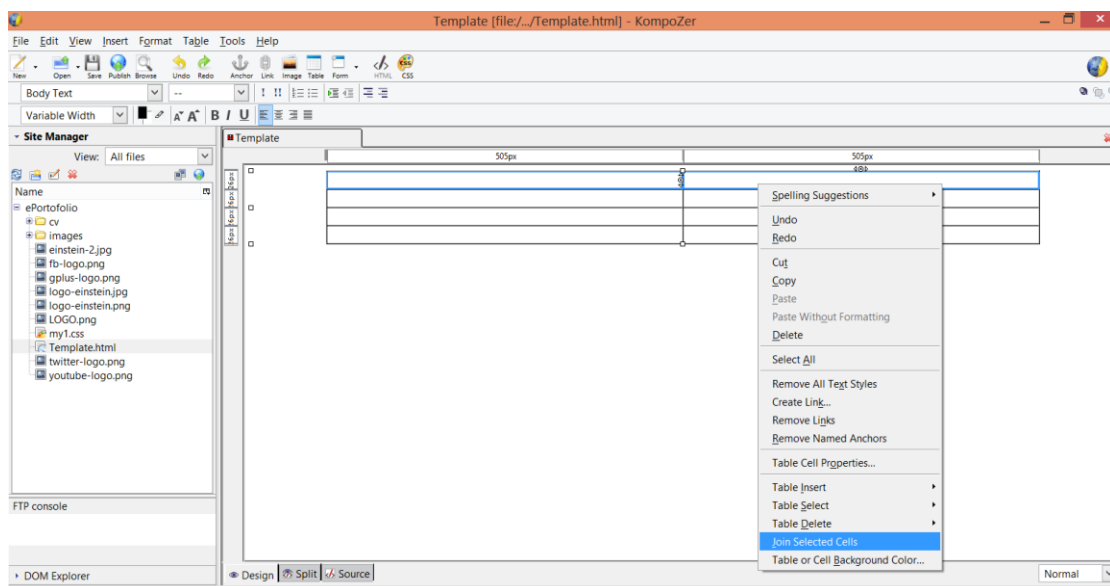 Template [file:/.../Template.html] - KompoZer
File Edit View Insert Format Table Tools Help
New Open Save Publish Browse Undo Redo Anchor Link Image Table Form HTML CSS
Body Text --
Variable Width A A B I U
Site Manager
Template
View: All files
505px 505px
Name
ePortofolio
cv
images
einstein-2.jpg
fb-logo.png
gplus-logo.png
logo-einstein.jpg
logo-einstein.png
LOGO.png
my1.css
Template.html
twitter-logo.png
youtube-logo.png
Spelling Suggestions
Undo
Redo
Cut
Copy
Paste
Paste Without Formatting
Delete
Select All
Remove All Text Styles
Create Link...
Remove Links
Remove Named Anchors
Table Cell Properties...
Table Insert
Table Select
Table Delete
Join Selected Cells
Table or Cell Background Color...
FTP console
DOM Explorer
Design Split Source
Normal